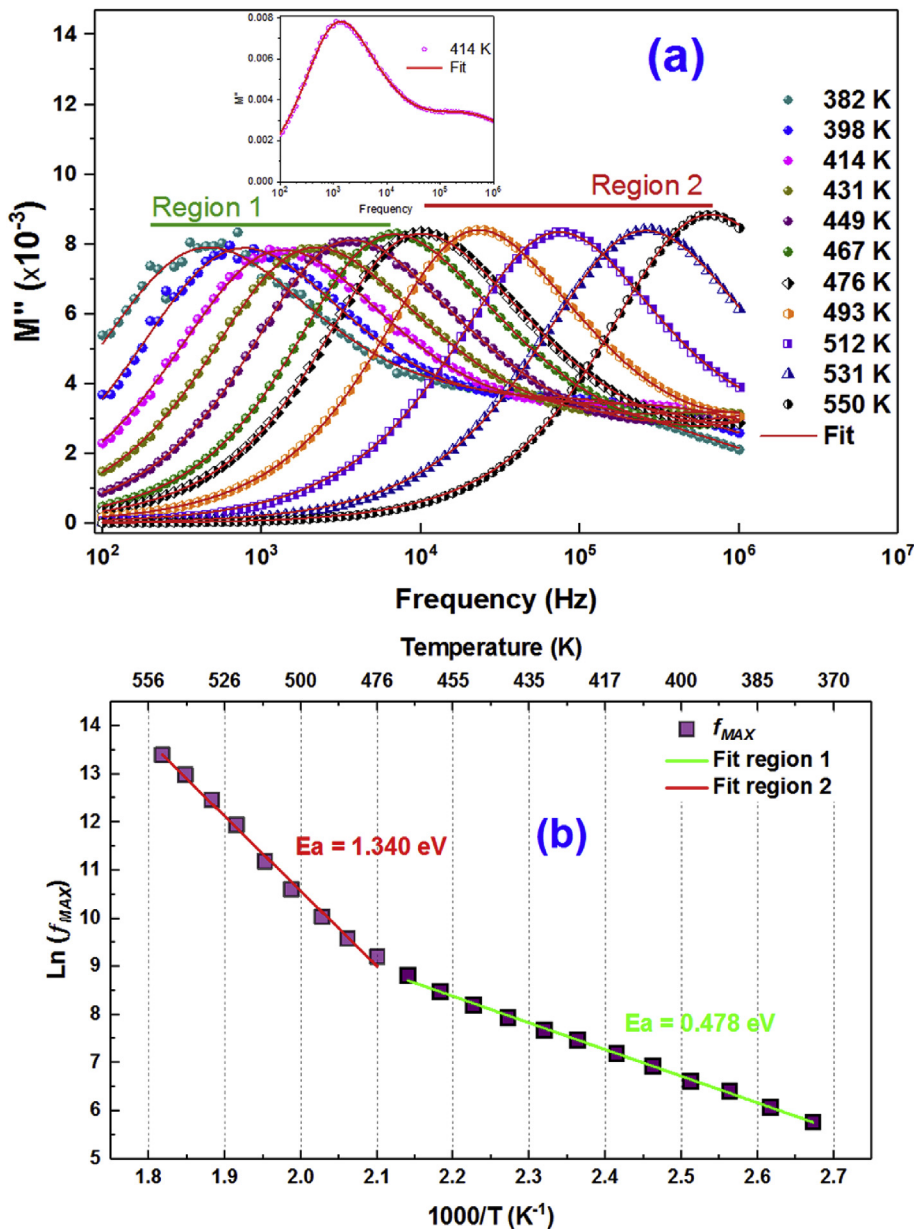 (a)
M" (x10⁻³)
14
12
10
8
6
4
2
0
0.008
0.006
0.004
0.002
0.000
M"
414 K
Fit
10² 10³ 10⁴ 10⁵ 10⁶
Frequency
Region 1
Region 2
382 K
398 K
414 K
431 K
449 K
467 K
476 K
493 K
512 K
531 K
550 K
Fit
10² 10³ 10⁴ 10⁵ 10⁶ 10⁷
Frequency (Hz)
Temperature (K)
556 526 500 476 455 435 417 400 385 370
Ln (fMAX)
14
13
12
11
10
9
8
7
6
5
fMAX
Fit region 1
Fit region 2
(b)
Ea = 1.340 eV
Ea = 0.478 eV
1.8 1.9 2.0 2.1 2.2 2.3 2.4 2.5 2.6 2.7
1000/T (K⁻¹)